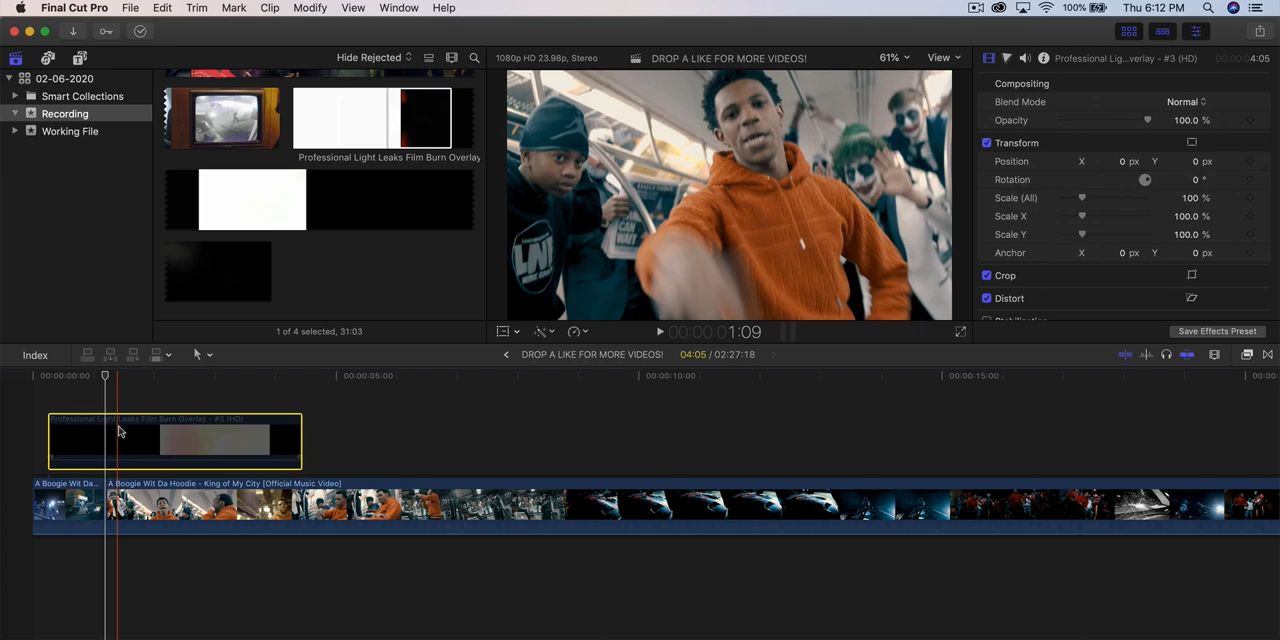 Final Cut Pro File Edit Trim Mark Clip Modify View Window Help 100% Thu 6:12 PM
Hide Rejected 1080p HD 23.98p, Stereo DROP A LIKE FOR MORE VIDEOS! 61% View Professional Lig...verlay - #3 (HD) 00:00:04:05
02-06-2020
Smart Collections
Recording
Working File
Professional Light Leaks Film Burn Overlay
1 of 4 selected, 31:03
LNL
CAN
WAIT
00:00:00:1:09
Compositing
Blend Mode Normal
Opacity 100.0 %
Transform
Position X 0 px Y 0 px
Rotation 0 °
Scale (All) 100 %
Scale X 100.0 %
Scale Y 100.0 %
Anchor X 0 px Y 0 px
Crop
Distort
Save Effects Preset
Index DROP A LIKE FOR MORE VIDEOS! 04:05 / 02:27:18
00:00:00:00 00:00:05:00 00:00:10:00 00:00:15:00 00:00:
Professional Light Leaks Film Burn Overlay - #3 (HD)
A Boogie Wit Da... A Boogie Wit Da Hoodie - King of My City [Official Music Video]